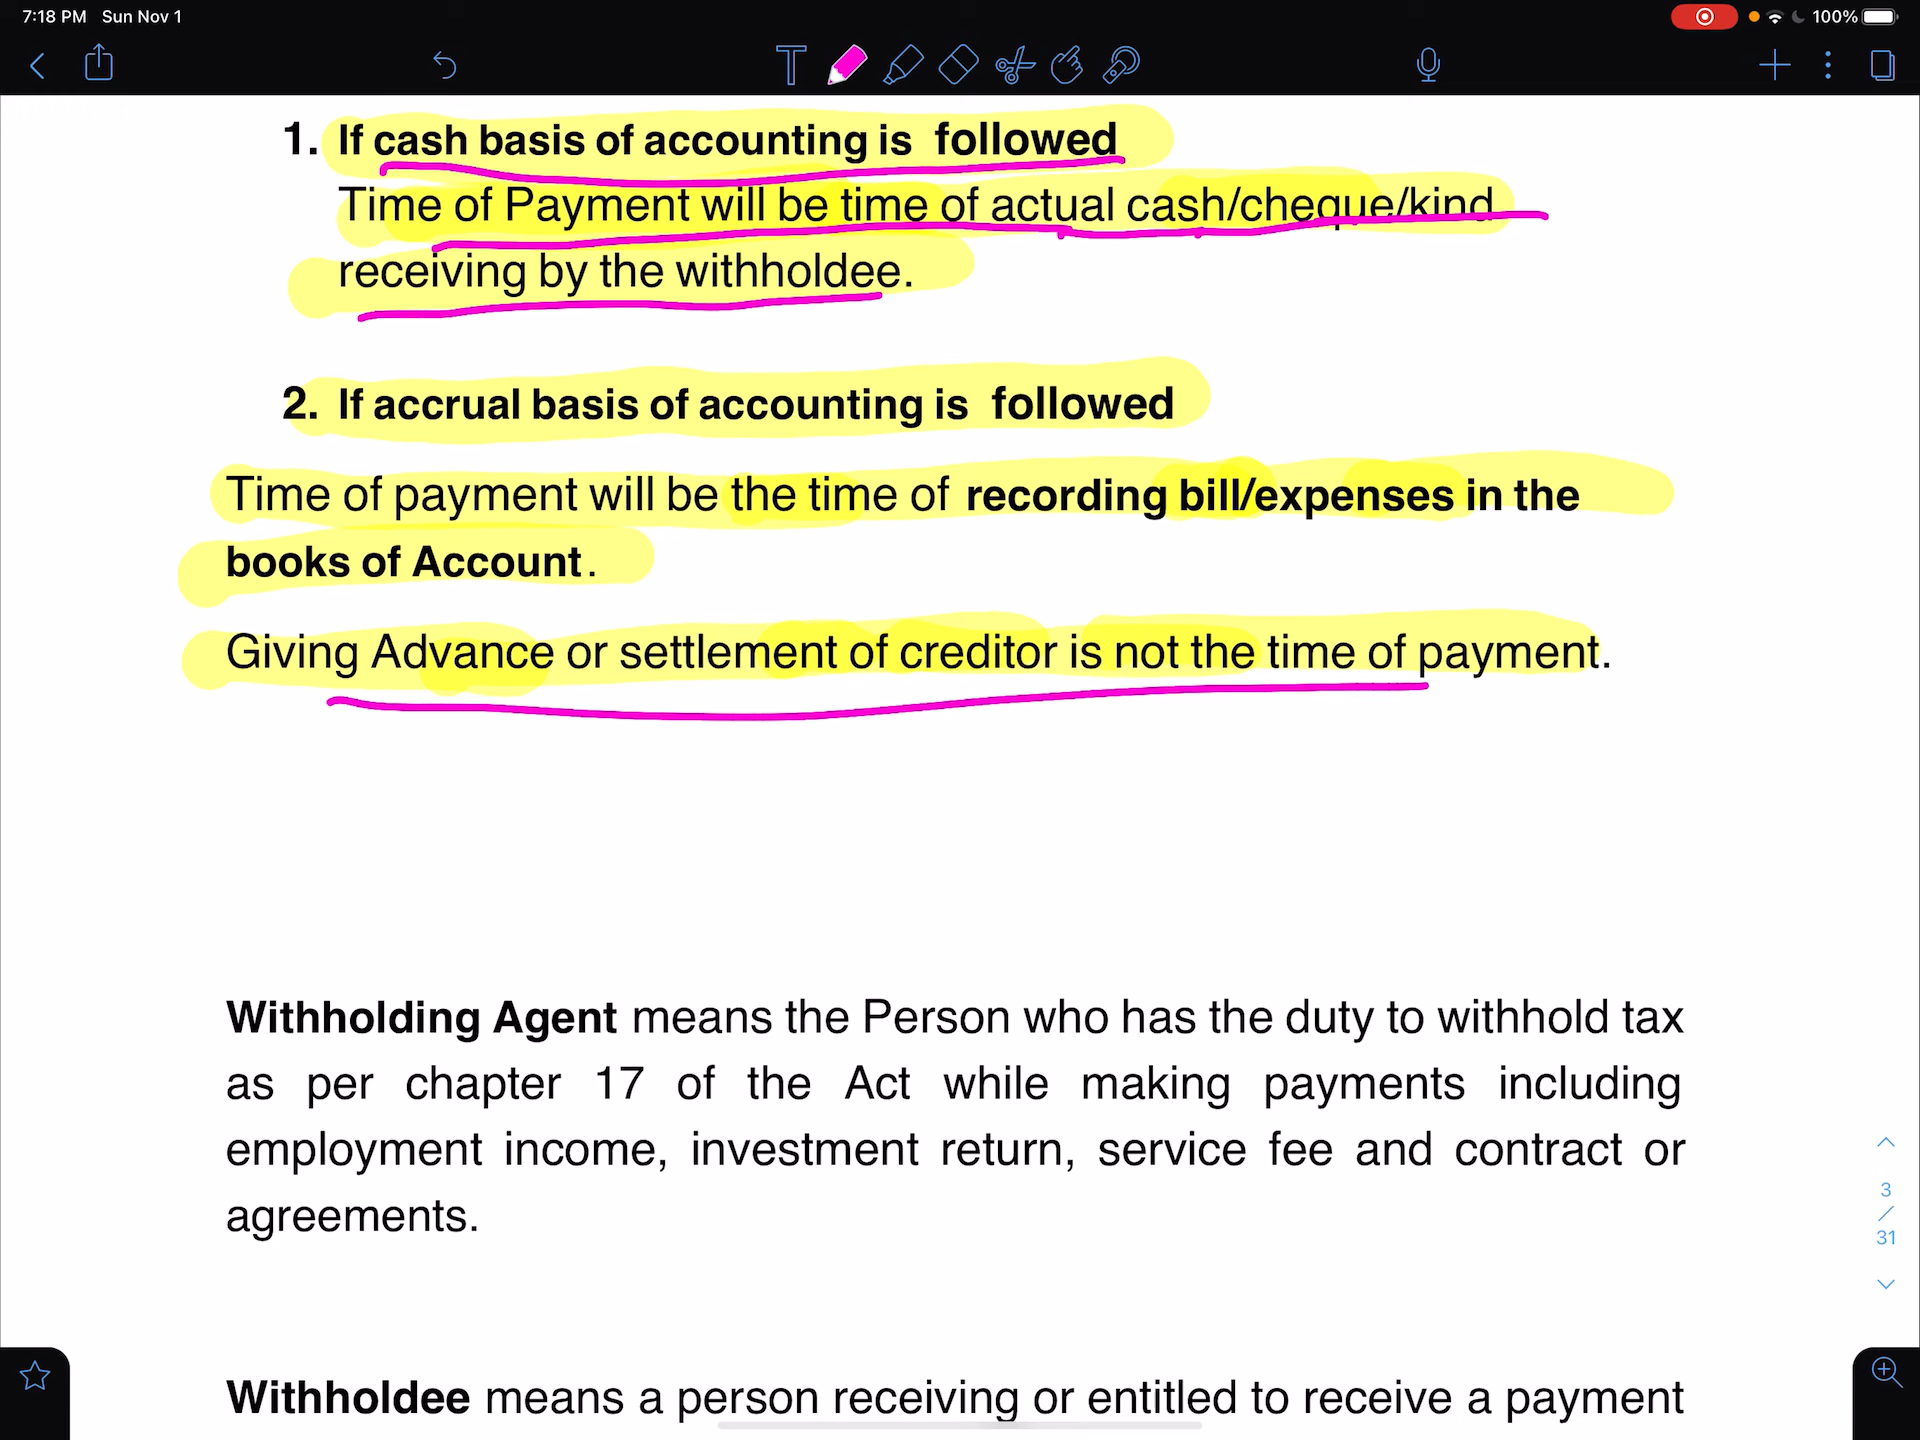 7:18 PM Sun Nov 1
100%
1. If cash basis of accounting is followed
Time of Payment will be time of actual cash/cheque/kind
receiving by the withholdee.
2. If accrual basis of accounting is followed
Time of payment will be the time of recording bill/expenses in the
books of Account.
Giving Advance or settlement of creditor is not the time of payment.
Withholding Agent means the Person who has the duty to withhold tax
as per chapter 17 of the Act while making payments including
employment income, investment return, service fee and contract or
agreements.
3
/
31
Withholdee means a person receiving or entitled to receive a payment